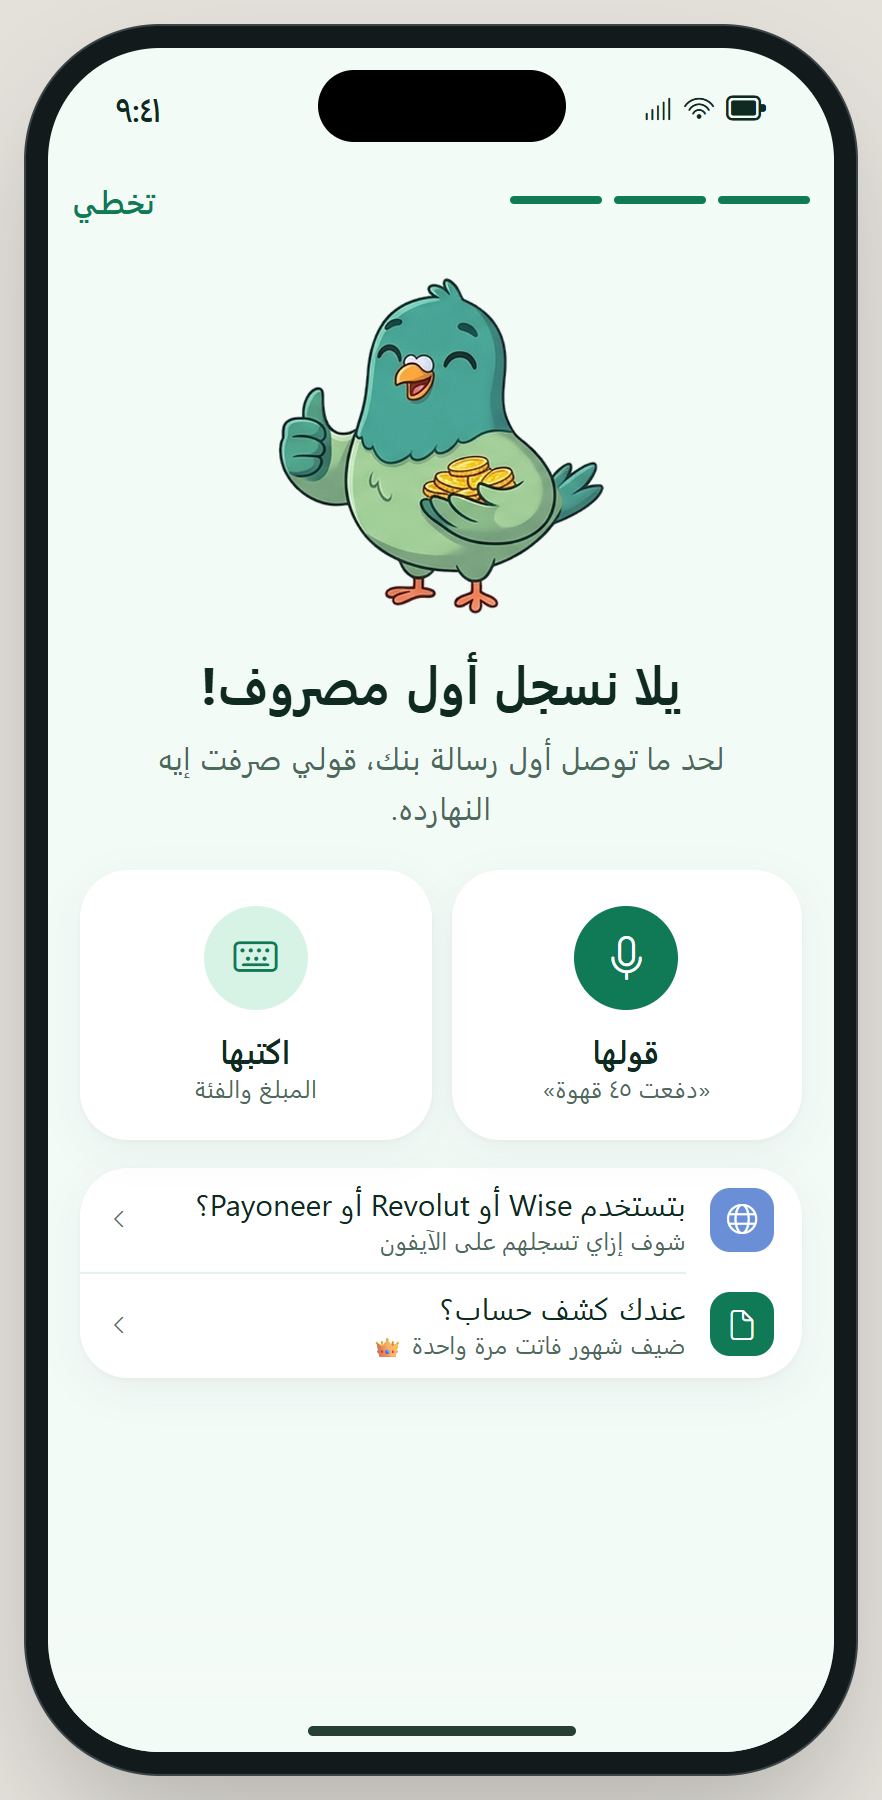 ٩:٤١
تخطي
يلا نسجل أول مصروف!
لحد ما توصل أول رسالة بنك، قولي صرفت إيه
النهارده.
قولها
«دفعت ٤٥ قهوة»
اكتبها
المبلغ والفئة
بتستخدم Wise أو Revolut أو Payoneer؟
شوف إزاي تسجلهم على الآيفون
عندك كشف حساب؟
ضيف شهور فاتت مرة واحدة 👑